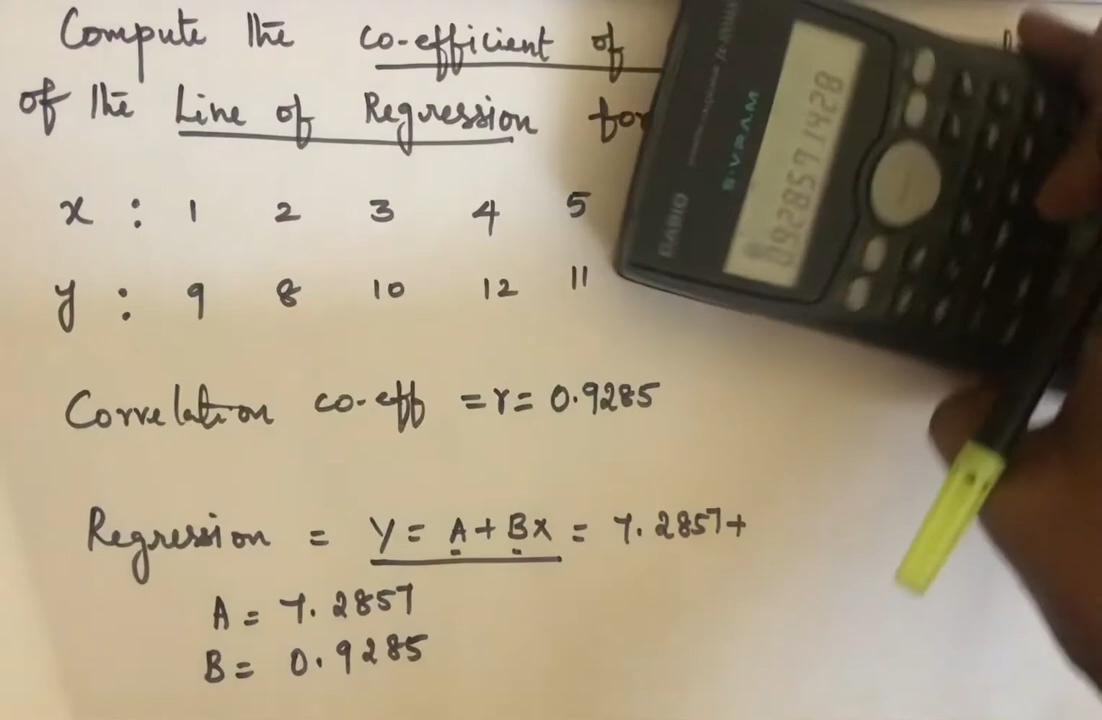 Compute the co-efficient of
of the Line of Regression for
x : 1 2 3 4 5
y : 9 8 10 12 11
Correlation co-eff = r = 0.9285
Regression = Y = A + Bx = 7.2857+
A = 7.2857
B = 0.9285
CASIO
S-V.P.A.M.
0.928571428